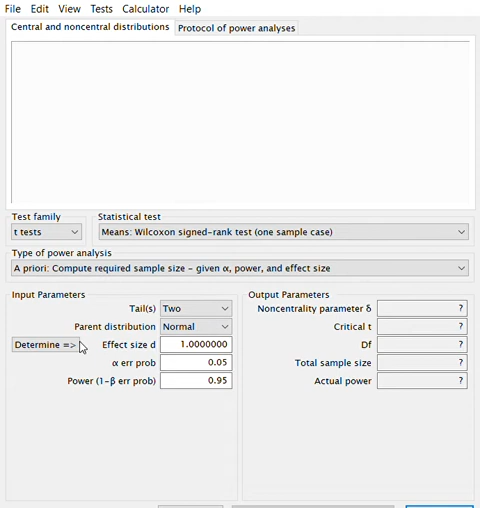 File Edit View Tests Calculator Help
Central and noncentral distributions Protocol of power analyses
Test family Statistical test
t tests Means: Wilcoxon signed-rank test (one sample case)
Type of power analysis
A priori: Compute required sample size – given α, power, and effect size
Input Parameters Output Parameters
Tail(s) Two Noncentrality parameter δ ?
Parent distribution Normal Critical t ?
Determine => Effect size d 1.0000000 Df ?
α err prob 0.05 Total sample size ?
Power (1-β err prob) 0.95 Actual power ?